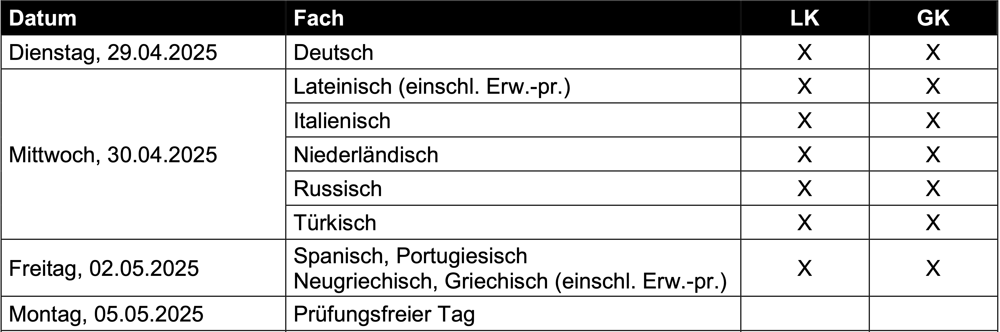 Datum Fach LK GK
Dienstag, 29.04.2025 Deutsch X X
Mittwoch, 30.04.2025 Lateinisch (einschl. Erw.-pr.) X X
Italienisch X X
Niederländisch X X
Russisch X X
Türkisch X X
Freitag, 02.05.2025 Spanisch, Portugiesisch X X
Neugriechisch, Griechisch (einschl. Erw.-pr.)
Montag, 05.05.2025 Prüfungsfreier Tag